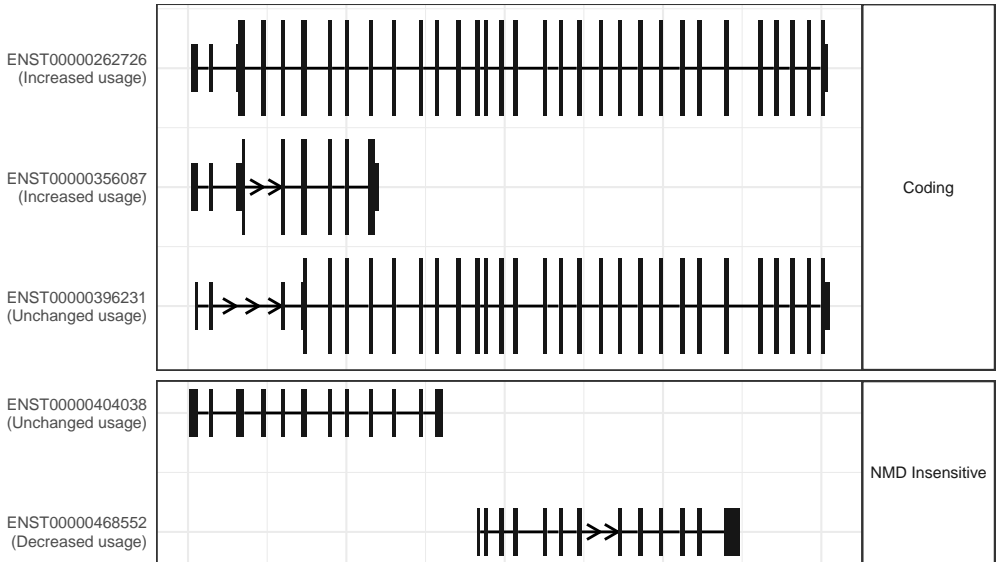 ENST00000262726
(Increased usage)
ENST00000356087
(Increased usage)
Coding
ENST00000396231
(Unchanged usage)
ENST00000404038
(Unchanged usage)
NMD Insensitive
ENST00000468552
(Decreased usage)